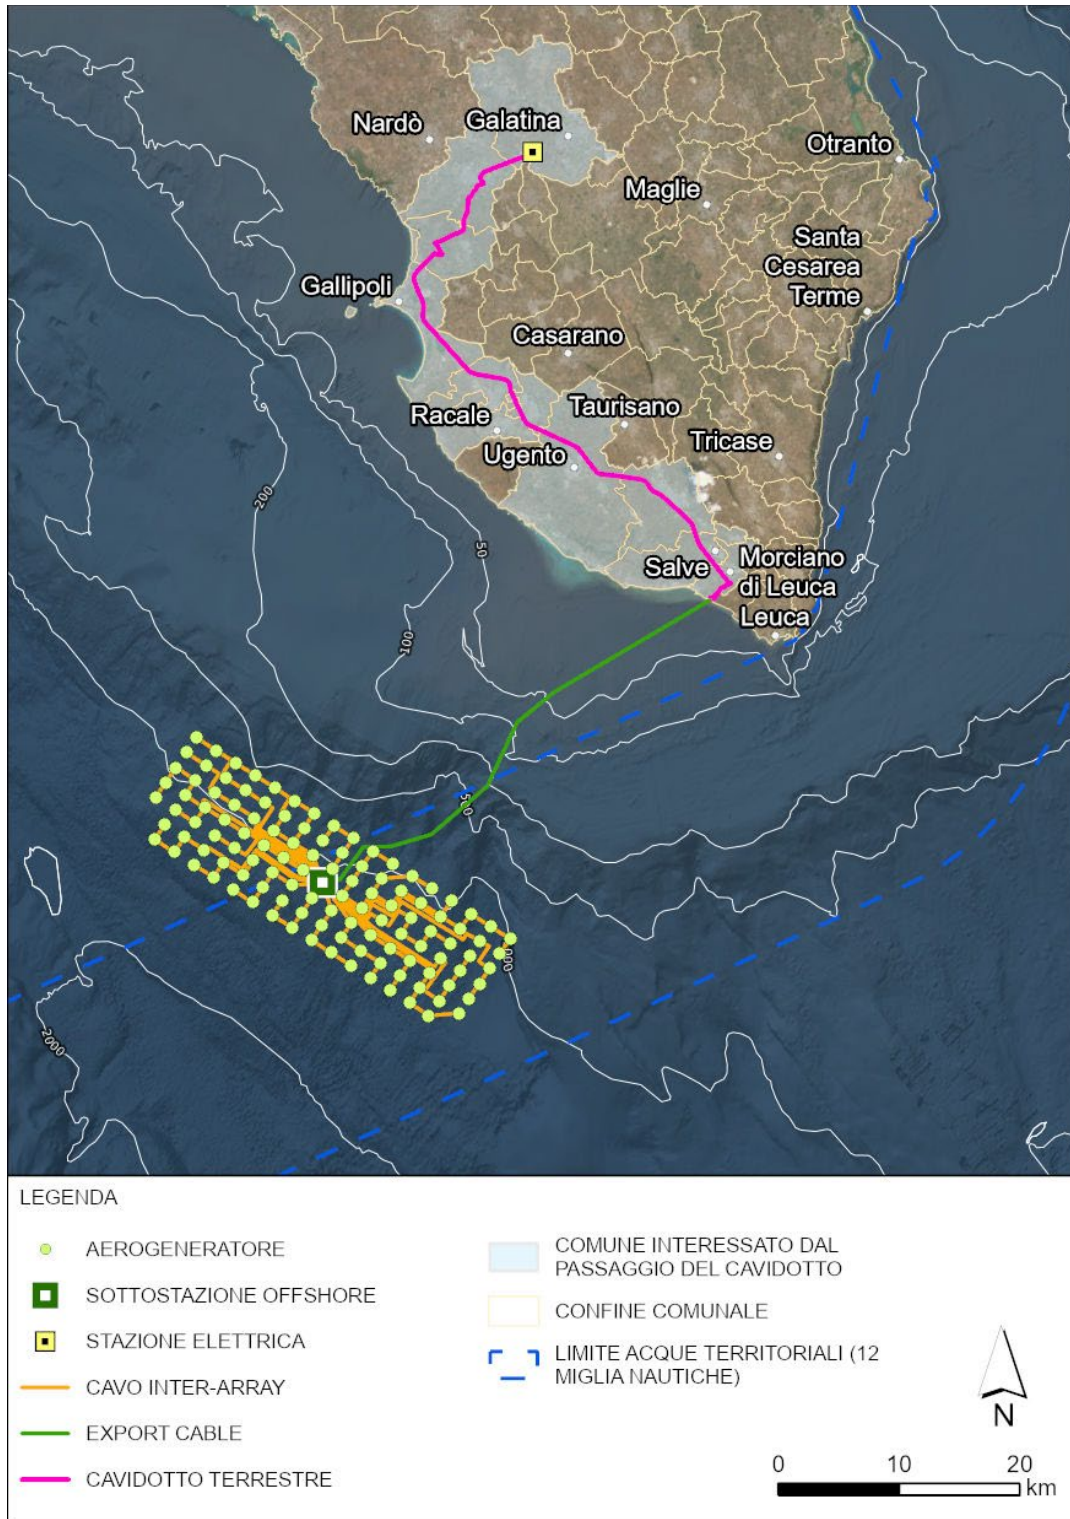 Nardò
Galatina
Otranto
Maglie
Santa
Cesarea
Terme
Gallipoli
Casarano
Racale
Taurisano
Tricase
Ugento
Salve
Morciano
di Leuca
Leuca
200
50
100
500
000
2000
LEGENDA
AEROGENERATORE
SOTTOSTAZIONE OFFSHORE
STAZIONE ELETTRICA
CAVO INTER-ARRAY
EXPORT CABLE
CAVIDOTTO TERRESTRE
COMUNE INTERESSATO DAL
PASSAGGIO DEL CAVIDOTTO
CONFINE COMUNALE
LIMITE ACQUE TERRITORIALI (12
MIGLIA NAUTICHE)
N
0 10 20
km